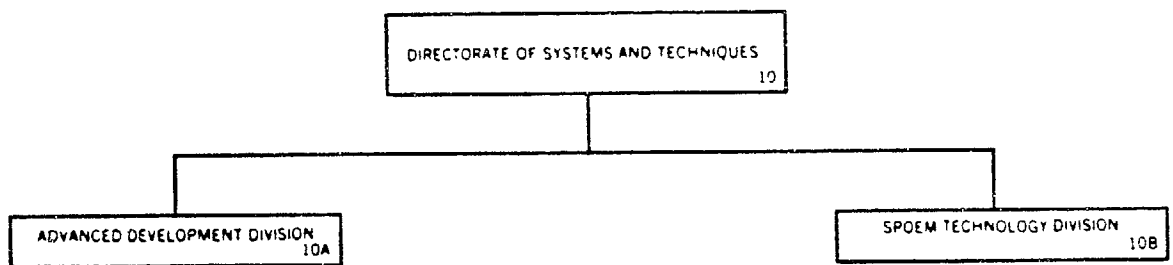 DIRECTORATE OF SYSTEMS AND TECHNIQUES
10
ADVANCED DEVELOPMENT DIVISION
10A
SPOEM TECHNOLOGY DIVISION
10B